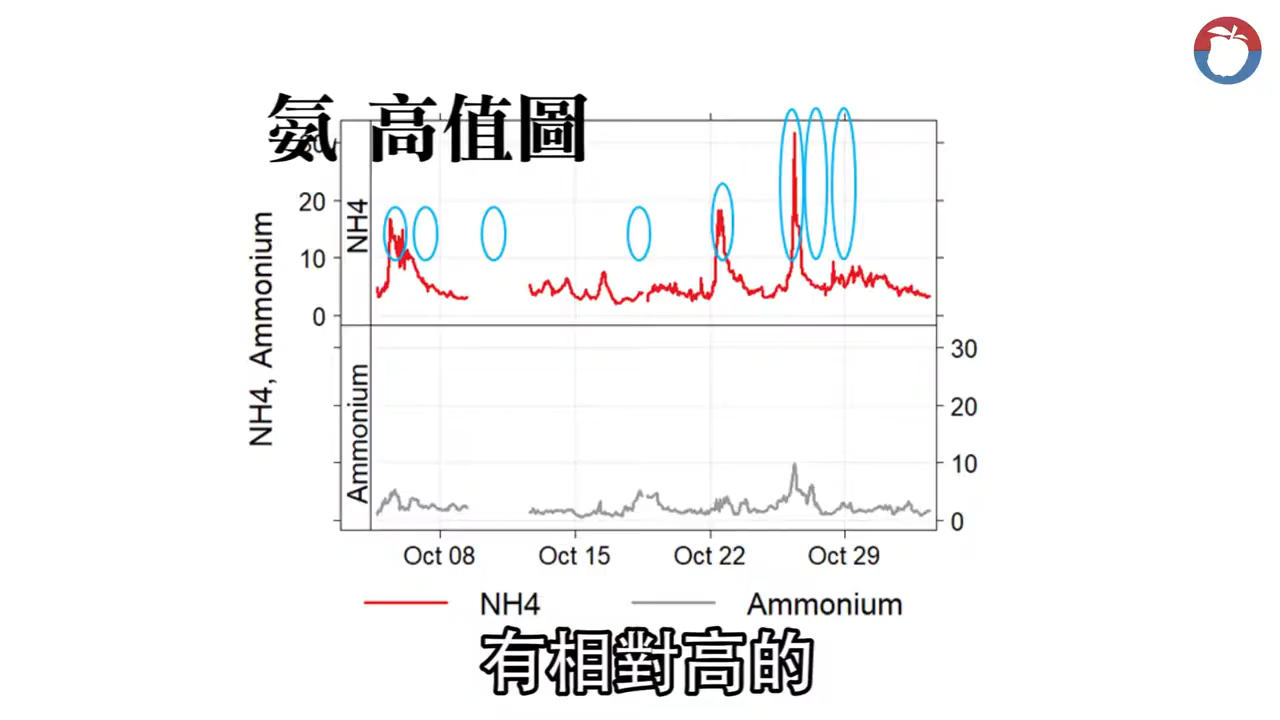 氨 高值圖
30
20
10
0
NH4
NH4, Ammonium
Ammonium
30
20
10
0
Oct 08 Oct 15 Oct 22 Oct 29
NH4 Ammonium
有相對高的